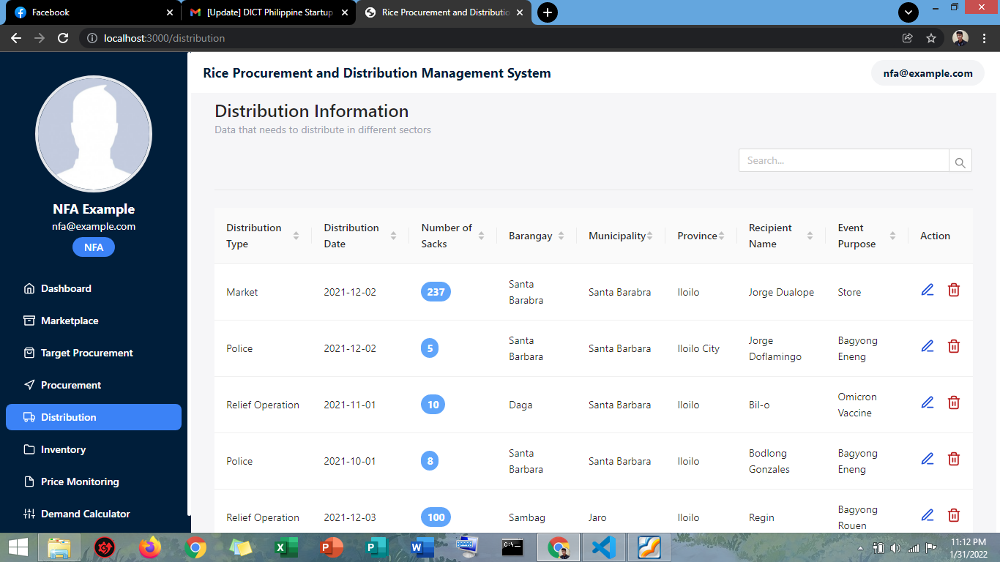 Facebook
[Update] DICT Philippine Startup
Rice Procurement and Distributio
localhost:3000/distribution
Rice Procurement and Distribution Management System
nfa@example.com
NFA Example
nfa@example.com
NFA
Dashboard
Marketplace
Target Procurement
Procurement
Distribution
Inventory
Price Monitoring
Demand Calculator
Distribution Information
Data that needs to distribute in different sectors
Search...
Distribution Type Distribution Date Number of Sacks Barangay Municipality Province Recipient Name Event Purpose Action
Market 2021-12-02 237 Santa Barabra Santa Barabra Iloilo Jorge Dualope Store
Police 2021-12-02 5 Santa Barbara Santa Barbara Iloilo City Jorge Doflamingo Bagyong Eneng
Relief Operation 2021-11-01 10 Daga Santa Barbara Iloilo Bil-o Omicron Vaccine
Police 2021-10-01 8 Santa Barbara Santa Barbara Iloilo Bodlong Gonzales Bagyong Eneng
Relief Operation 2021-12-03 100 Sambag Jaro Iloilo Regin Bagyong Rouen
11:12 PM
1/31/2022